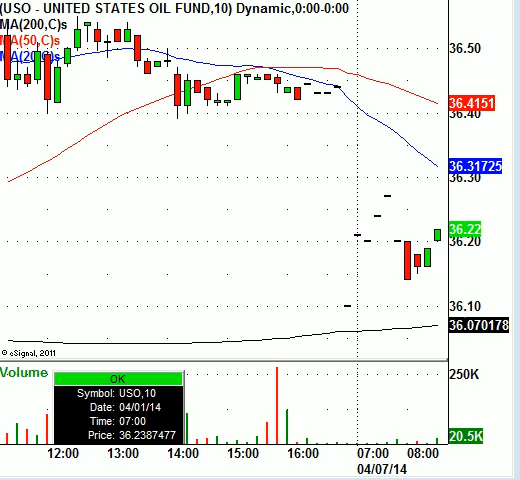 (USO - UNITED STATES OIL FUND,10) Dynamic,0:00-0:00
MA(200,C)s
MA(50,C)s
MA(20,C)s
36.50
36.4151
36.40
36.31725
36.30
36.22
36.20
36.10
36.070178
© eSignal, 2011
Volume
OK
Symbol: USO,10
Date: 04/01/14
Time: 07:00
Price: 36.2387477
250K
20.5K
12:00 13:00 14:00 15:00 16:00 07:00 08:00
04/07/14